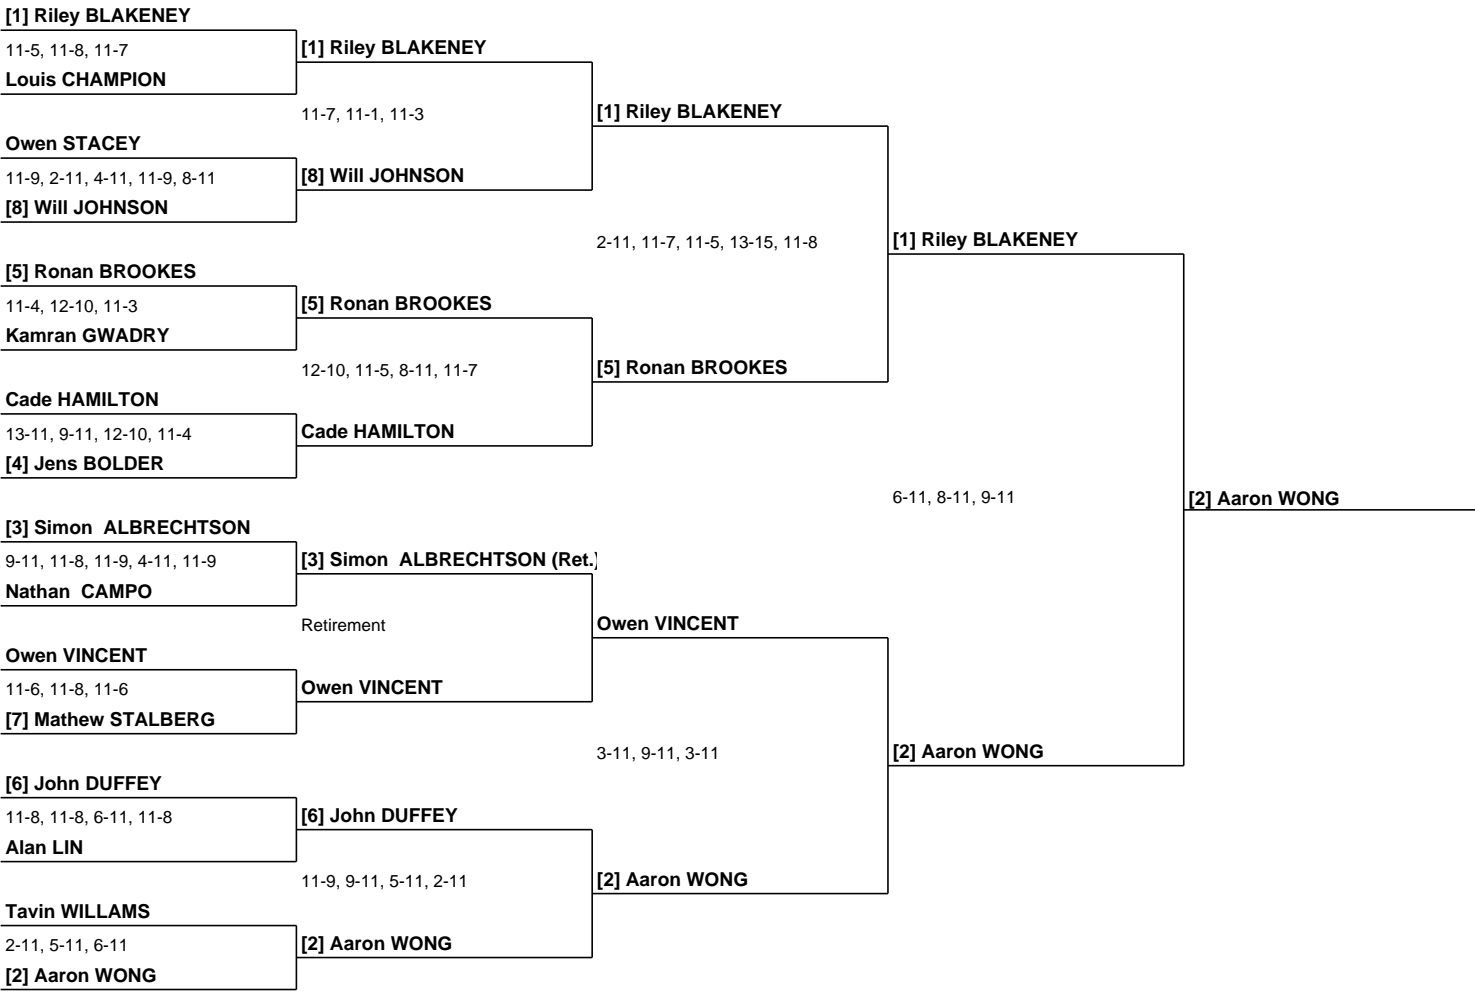 [1] Riley BLAKENEY
11-5, 11-8, 11-7
Louis CHAMPION
Owen STACEY
11-9, 2-11, 4-11, 11-9, 8-11
[8] Will JOHNSON
[5] Ronan BROOKES
11-4, 12-10, 11-3
Kamran GWADRY
Cade HAMILTON
13-11, 9-11, 12-10, 11-4
[4] Jens BOLDER
[3] Simon  ALBRECHTSON
9-11, 11-8, 11-9, 4-11, 11-9
Nathan  CAMPO
Owen VINCENT
11-6, 11-8, 11-6
[7] Mathew STALBERG
[6] John DUFFEY
11-8, 11-8, 6-11, 11-8
Alan LIN
Tavin WILLAMS
2-11, 5-11, 6-11
[2] Aaron WONG
[1] Riley BLAKENEY
11-7, 11-1, 11-3
[8] Will JOHNSON
[5] Ronan BROOKES
12-10, 11-5, 8-11, 11-7
Cade HAMILTON
[3] Simon  ALBRECHTSON (Ret.)
Retirement
Owen VINCENT
[6] John DUFFEY
11-9, 9-11, 5-11, 2-11
[2] Aaron WONG
[1] Riley BLAKENEY
2-11, 11-7, 11-5, 13-15, 11-8
[5] Ronan BROOKES
Owen VINCENT
3-11, 9-11, 3-11
[2] Aaron WONG
[1] Riley BLAKENEY
6-11, 8-11, 9-11
[2] Aaron WONG
[2] Aaron WONG